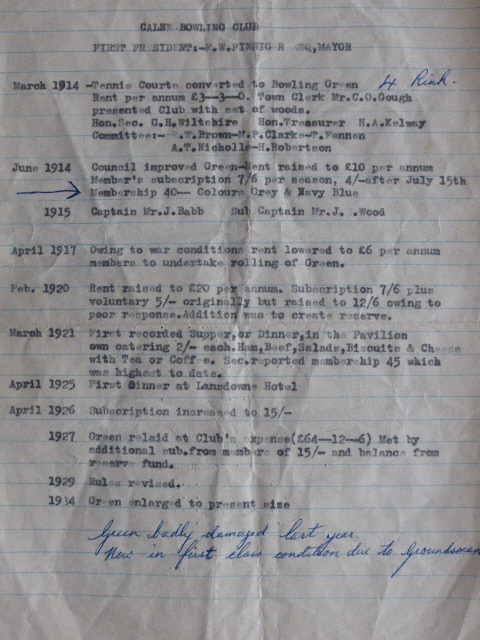 CALNE BOWLING CLUB
FIRST PRESIDENT:-F.W.FINNIG R ESQ,MAYOR
March 1914 -Tennis Courts converted to Bowling Green 4 Rink.
Rent per annum £3-3-0. Town Clerk Mr.C.O.Gough
presented Club with set of woods.
Hon.Sec. G.H.Wiltshire Hon.Treasurer H.A.Kelway
Committee:- .W.Brown-M.P.Clarke-T.Fennen
A.T.Nicholls-H.Robertson
June 1914 Council improved Green-Rent raised to £10 per annum
Member's subscription 7/6 per season, 4/-after July 15th
Membership 40-- Colours Grey & Navy Blue
1915 Captain Mr.J.Babb Sub Captain Mr.J. .Wood
April 1917 Owing to war conditions rent lowered to £6 per annum
members to undertake rolling of Green.
Feb. 1920 Rent raised to £20 per annum. Subscription 7/6 plus
voluntary 5/- originally but raised to 12/6 owing to
poor response.Addition was to create reserve.
March 1921 First recorded Supper,or Dinner,in the Pavilion
own catering 2/- each.Ham,Beef,Salads,Biscuits & Cheese
with Tea or Coffee. Sec.reported membership 45 which
was highest to date.
April 1925 First Dinner at Lansdowne Hotel
April 1926 Subscription increased to 15/-
1927 Green relaid at Club's expense(£64-12-6) Met by
additional sub.from members of 15/- and balance from
reserve fund.
1929 Rules revised.
1934 Green enlarged to present size
Green badly damaged last year.
Now in first class condition due to Groundsman